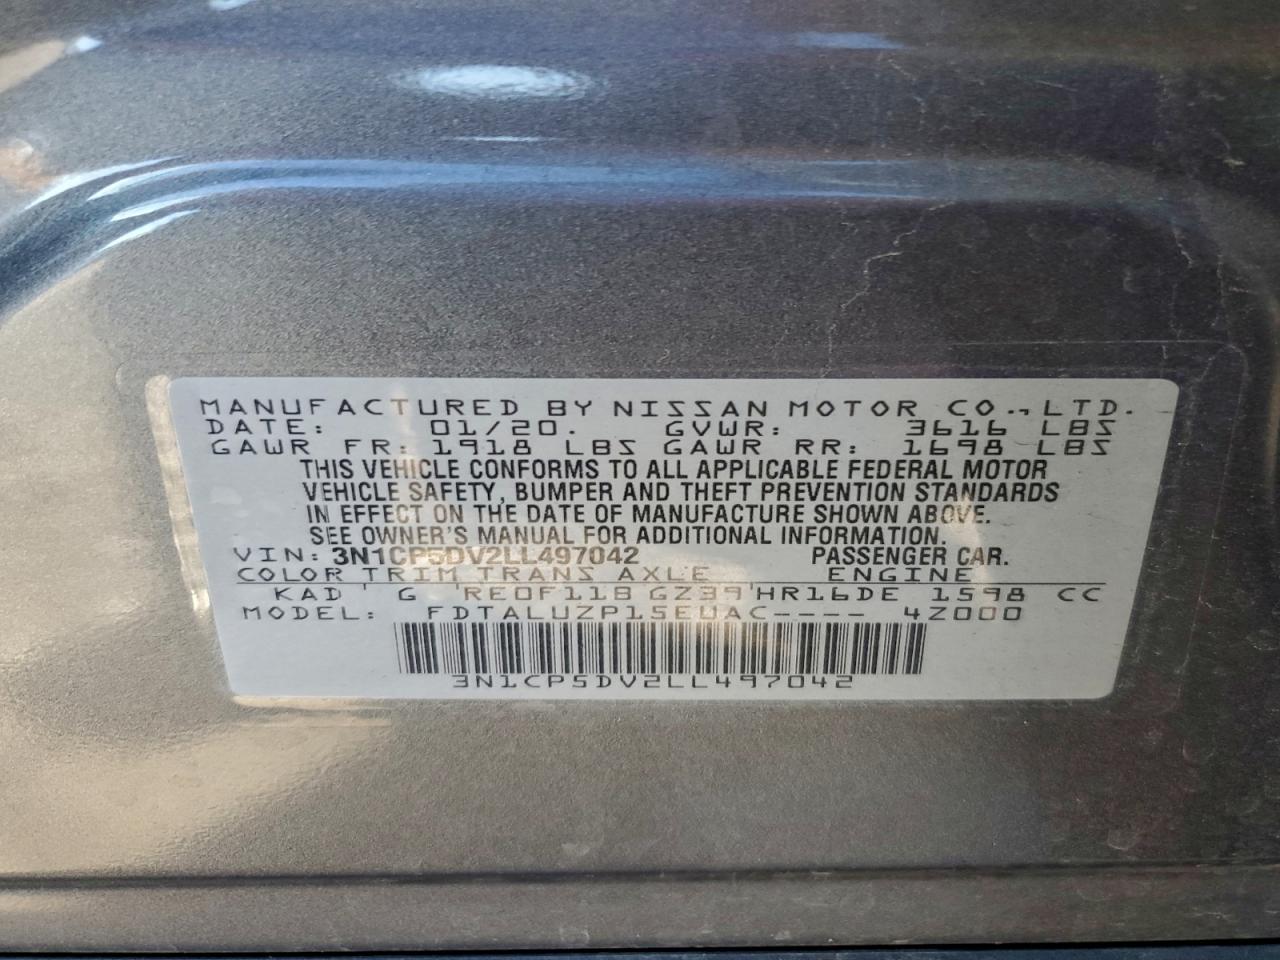 MANUFACTURED BY NISSAN MOTOR CO., LTD.
DATE: 01/20. GVWR: 3616 LBS
GAWR FR: 1918 LBS GAWR RR: 1698 LBS
THIS VEHICLE CONFORMS TO ALL APPLICABLE FEDERAL MOTOR
VEHICLE SAFETY, BUMPER AND THEFT PREVENTION STANDARDS
IN EFFECT ON THE DATE OF MANUFACTURE SHOWN ABOVE.
SEE OWNER'S MANUAL FOR ADDITIONAL INFORMATION.
VIN: 3N1CP5DV2LL497042 PASSENGER CAR.
COLOR TRIM TRANS AXLE ENGINE
KAD G RE0F11B GZ39 HR16DE 1598 CC
MODEL: FDTALUZP15EUAC---- 4Z000
3N1CP5DV2LL497042